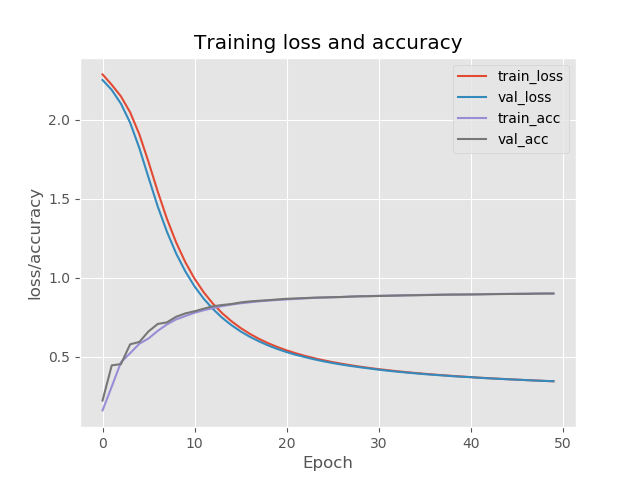 Training loss and accuracy
train_loss
val_loss
train_acc
val_acc
loss/accuracy
2.0
1.5
1.0
0.5
0 10 20 30 40 50
Epoch